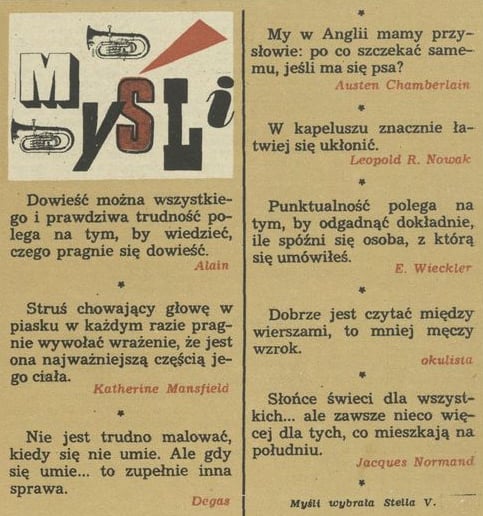 MYŚLi
Dowieść można wszystkie-
go i prawdziwa trudność po-
lega na tym, by wiedzieć,
czego pragnie się dowieść.
Alain
*
Struś chowający głowę w
piasku w każdym razie prag-
nie wywołać wrażenie, że jest
ona najważniejszą częścią je-
go ciała.
Katherine Mansfield
*
Nie jest trudno malować,
kiedy się nie umie. Ale gdy
się umie... to zupełnie inna
sprawa.
Degas
*
My w Anglii mamy przy-
słowie: po co szczekać same-
mu, jeśli ma się psa?
Austen Chamberlain
*
W kapeluszu znacznie ła-
twiej się ukłonić.
Leopold R. Nowak
*
Punktualność polega na
tym, by odgadnąć dokładnie,
ile spóźni się osoba, z którą
się umówiłeś.
E. Wieckler
*
Dobrze jest czytać między
wierszami, to mniej męczy
wzrok.
okulista
*
Słońce świeci dla wszyst-
kich... ale zawsze nieco wię-
cej dla tych, co mieszkają na
południu.
Jacques Normand
*
Myśli wybrała Stella V.